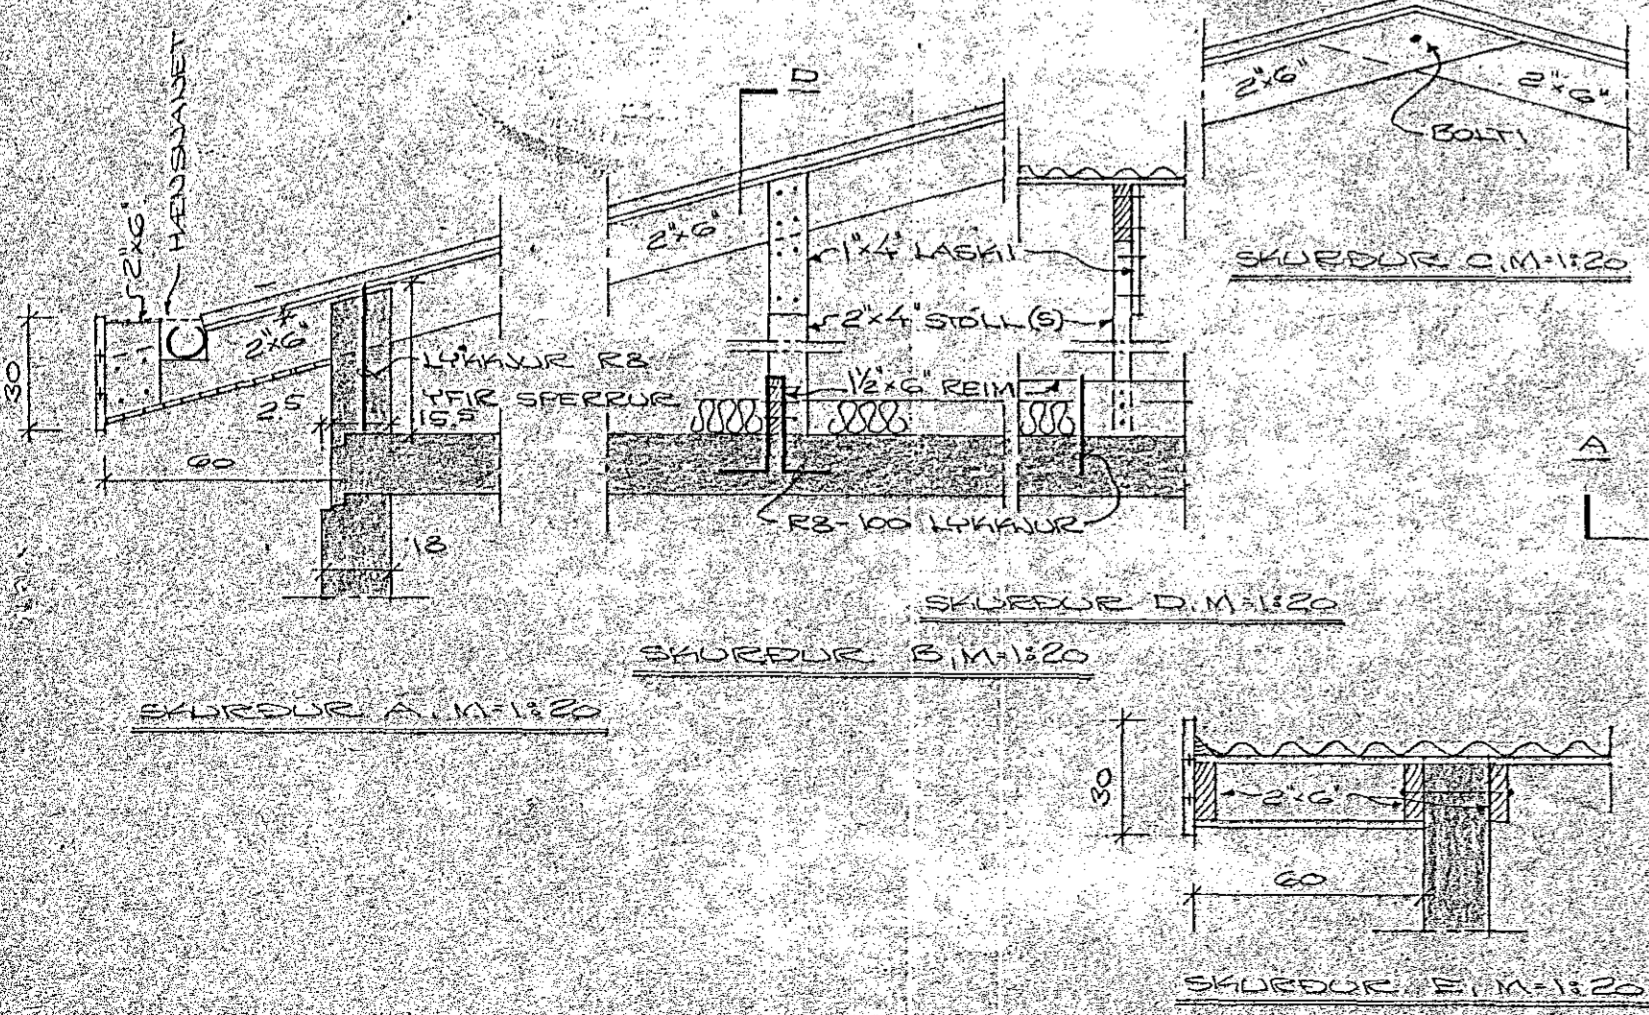 D
2"x6"
2"x6"
BOLTI
SKURÐUR C, M=1:20
HÆNSNANET
2"x6"
2"x6"
1"x4" LASKI
2"x4" STÓLL (S)
30
2"x6"
LYKKJUR R8
YFIR SPERRUR
25
15.5
1½"x6" REIM
60
A
R8-100 LYKKJUR
18
SKURÐUR D, M=1:20
SKURÐUR B, M=1:20
SKURÐUR A, M=1:20
30
2"x6"
60
SKURÐUR E, M=1:20